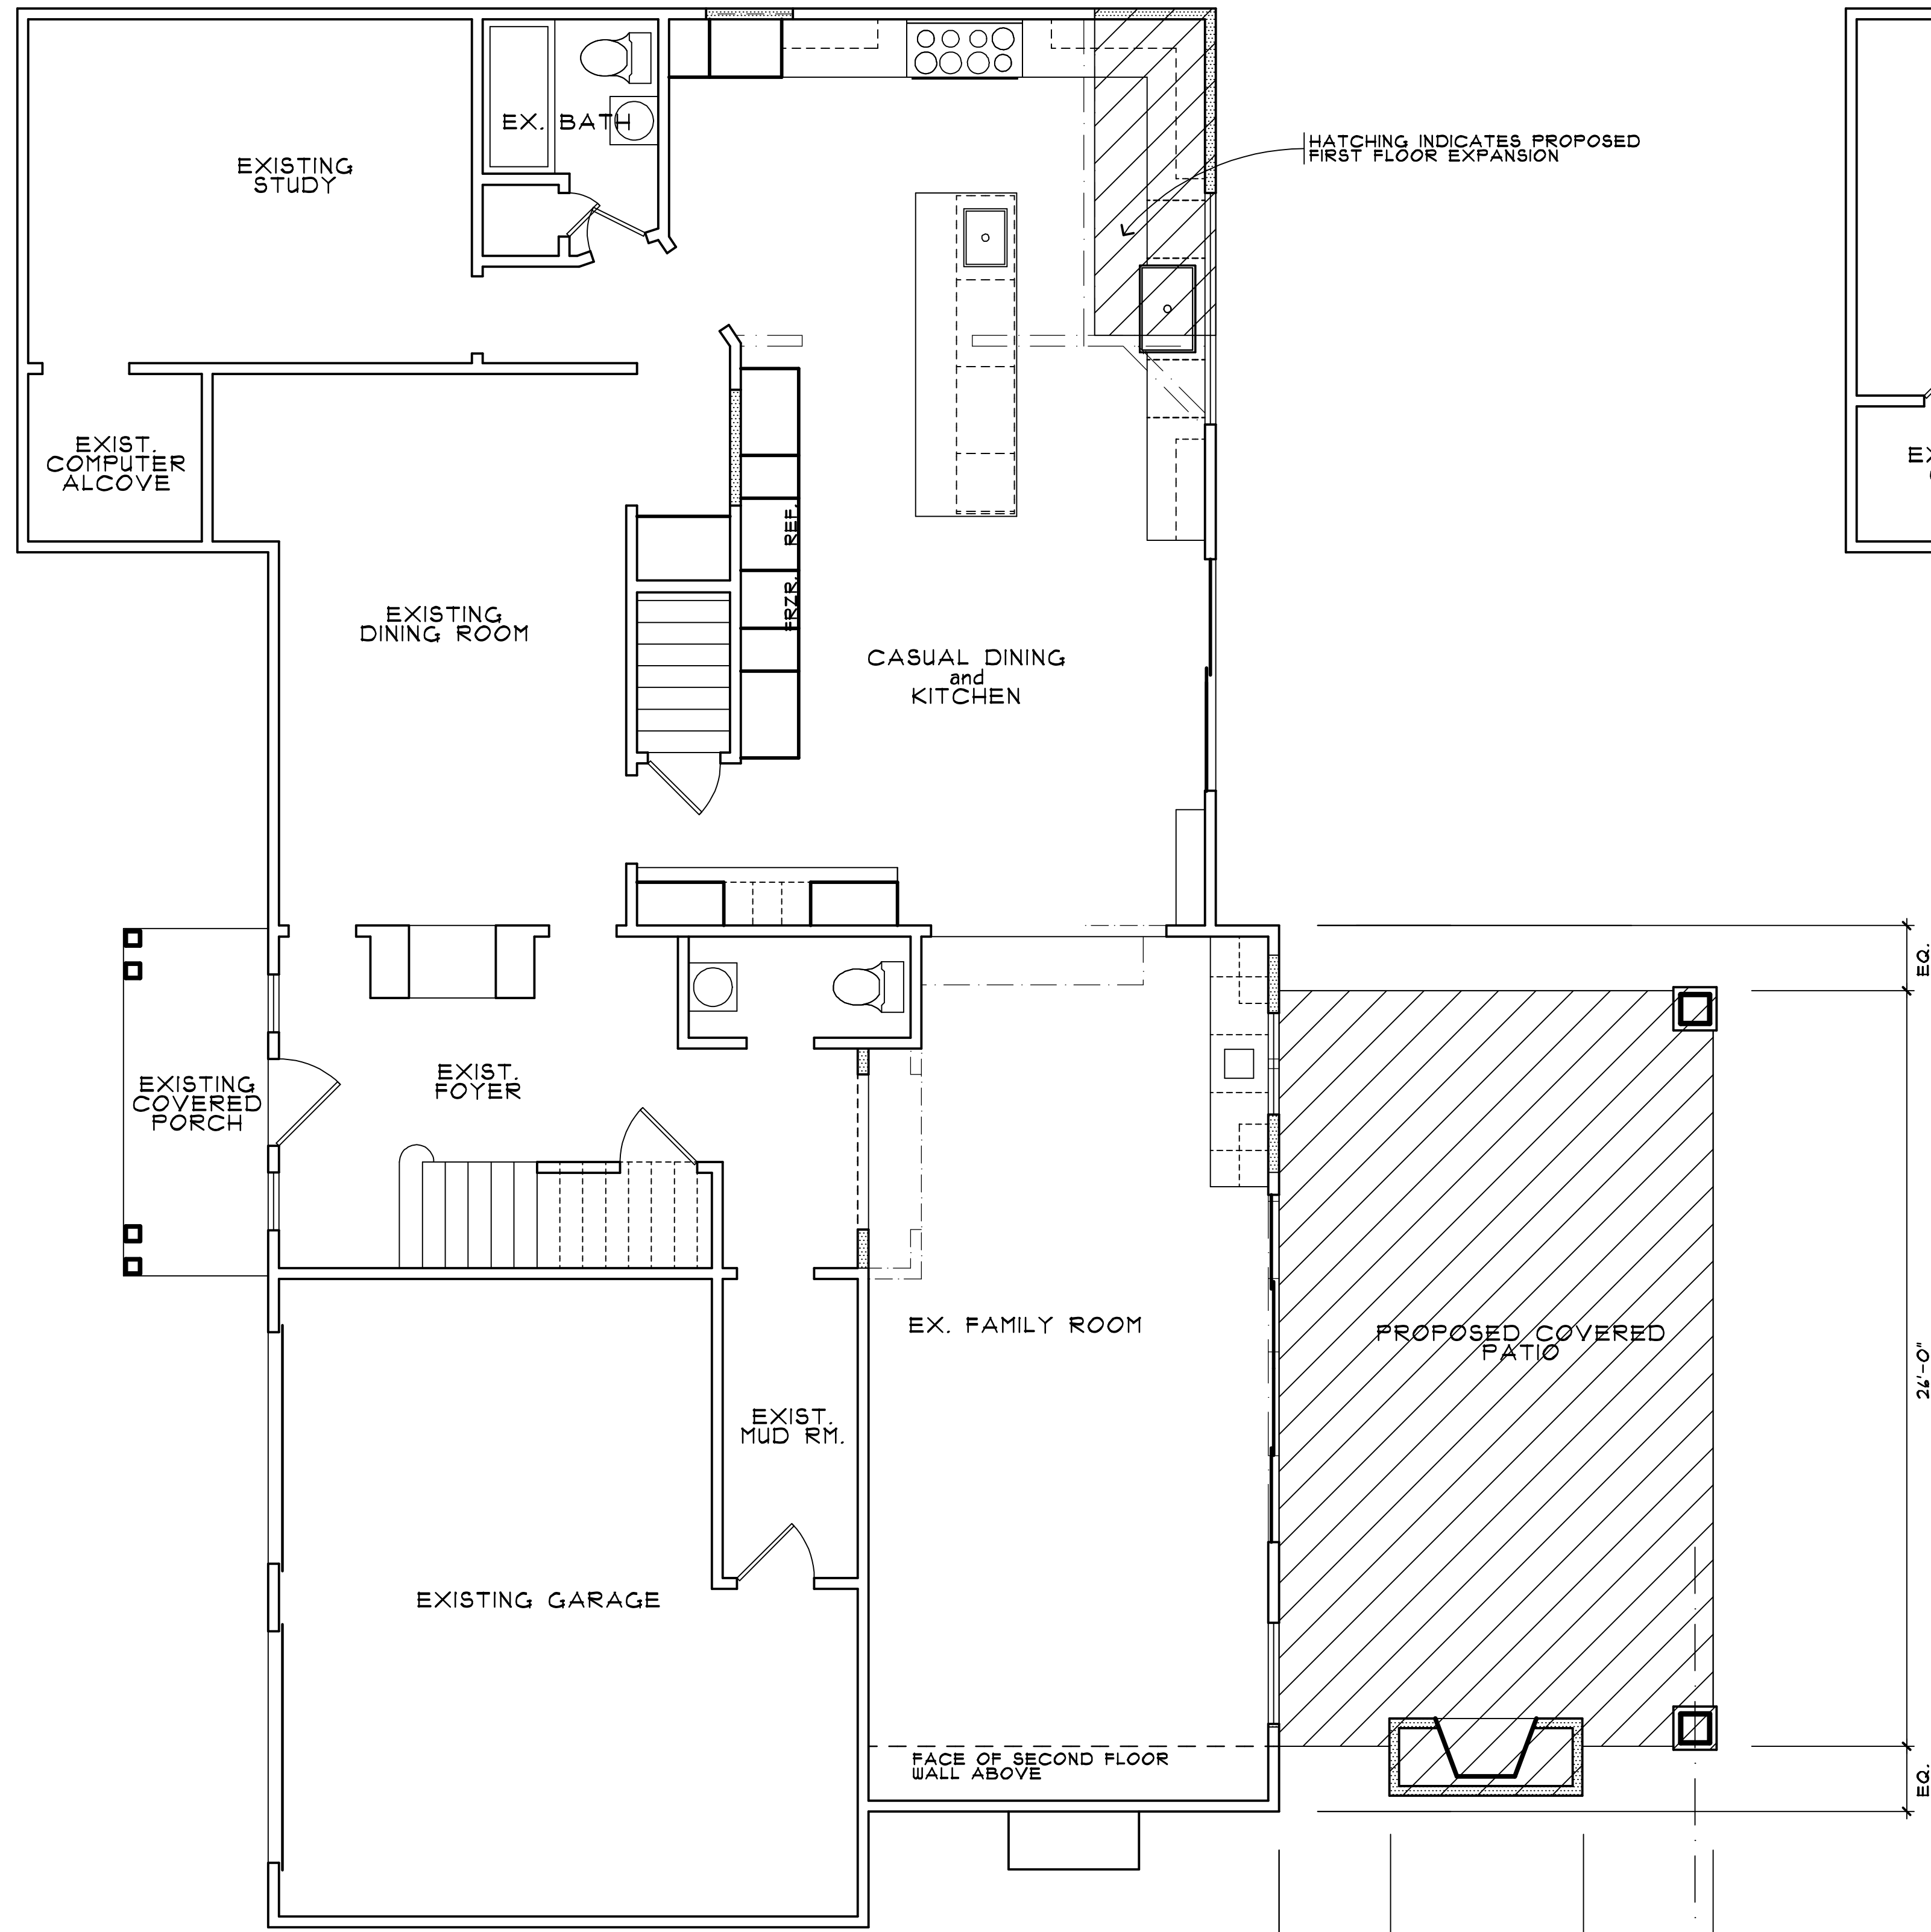 EX. BATH
HATCHING INDICATES PROPOSED
FIRST FLOOR EXPANSION
EXISTING
STUDY
EXIST.
COMPUTER
ALCOVE
REF.
FRZR.
EXISTING
DINING ROOM
CASUAL DINING
and
KITCHEN
EQ.
EXISTING
COVERED
PORCH
EXIST.
FOYER
EX. FAMILY ROOM
PROPOSED COVERED
PATIO
26'-0"
EXIST.
MUD RM.
EXISTING GARAGE
FACE OF SECOND FLOOR
WALL ABOVE
EQ.